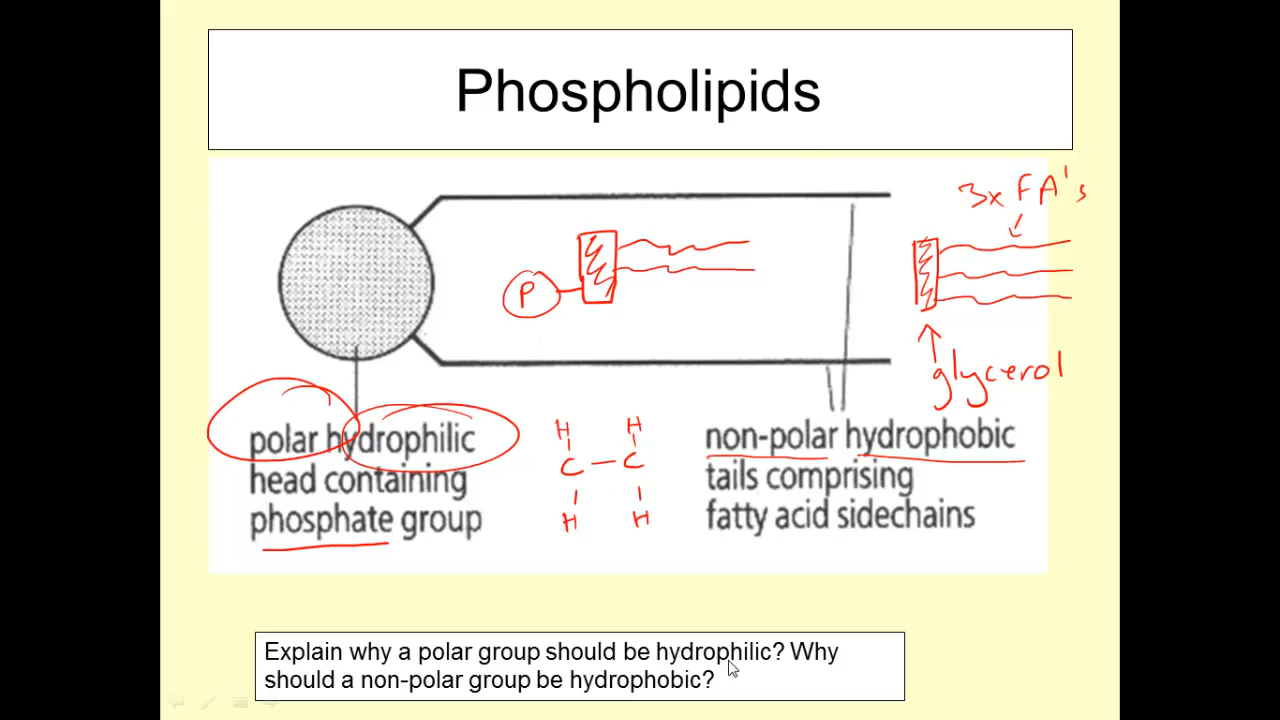 Phospholipids
3x FA's
P
glycerol
polar hydrophilic
head containing
phosphate group
H H
C – C
H H
non-polar hydrophobic
tails comprising
fatty acid sidechains
Explain why a polar group should be hydrophilic? Why
should a non-polar group be hydrophobic?